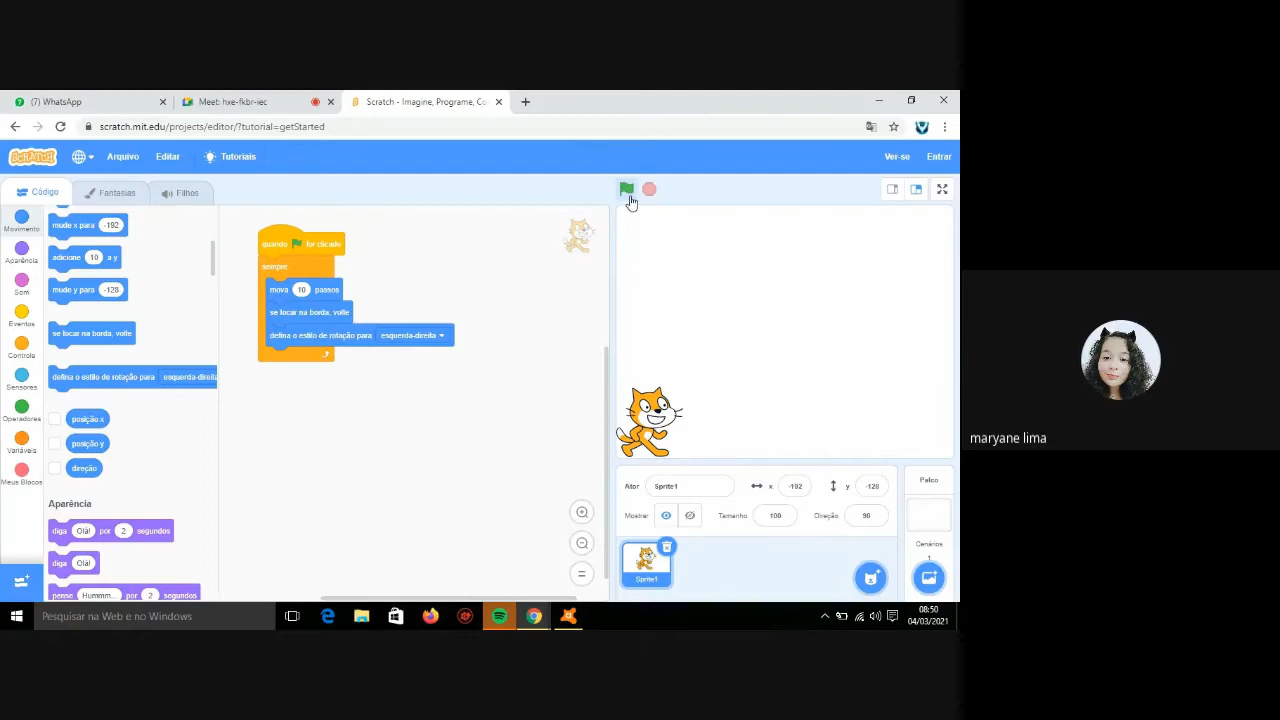 (7) WhatsApp
Meet: hxe-fkbr-iec
Scratch - Imagine, Programe, Co
scratch.mit.edu/projects/editor/?tutorial=getStarted
SCRATCH
Arquivo
Editar
Tutoriais
Ver-se
Entrar
Código
Fantasias
Filhos
Movimento
Aparência
Som
Eventos
Controle
Sensores
Operadores
Variáveis
Meus Blocos
mude x para -192
adicione 10 a y
mude y para -128
se tocar na borda, volte
defina o estilo de rotação para esquerda-direita
posição x
posição y
direção
Aparência
diga Olá! por 2 segundos
diga Olá!
pense Hummm... por 2 segundos
quando for clicado
sempre
mova 10 passos
se tocar na borda, volte
defina o estilo de rotação para esquerda-direita
Ator Sprite1 x: -192 y -128
Mostrar Tamanho 100 Direção 90
Sprite1
Palco
Cenários
1
maryane lima
Pesquisar na Web e no Windows
08:50
04/03/2021